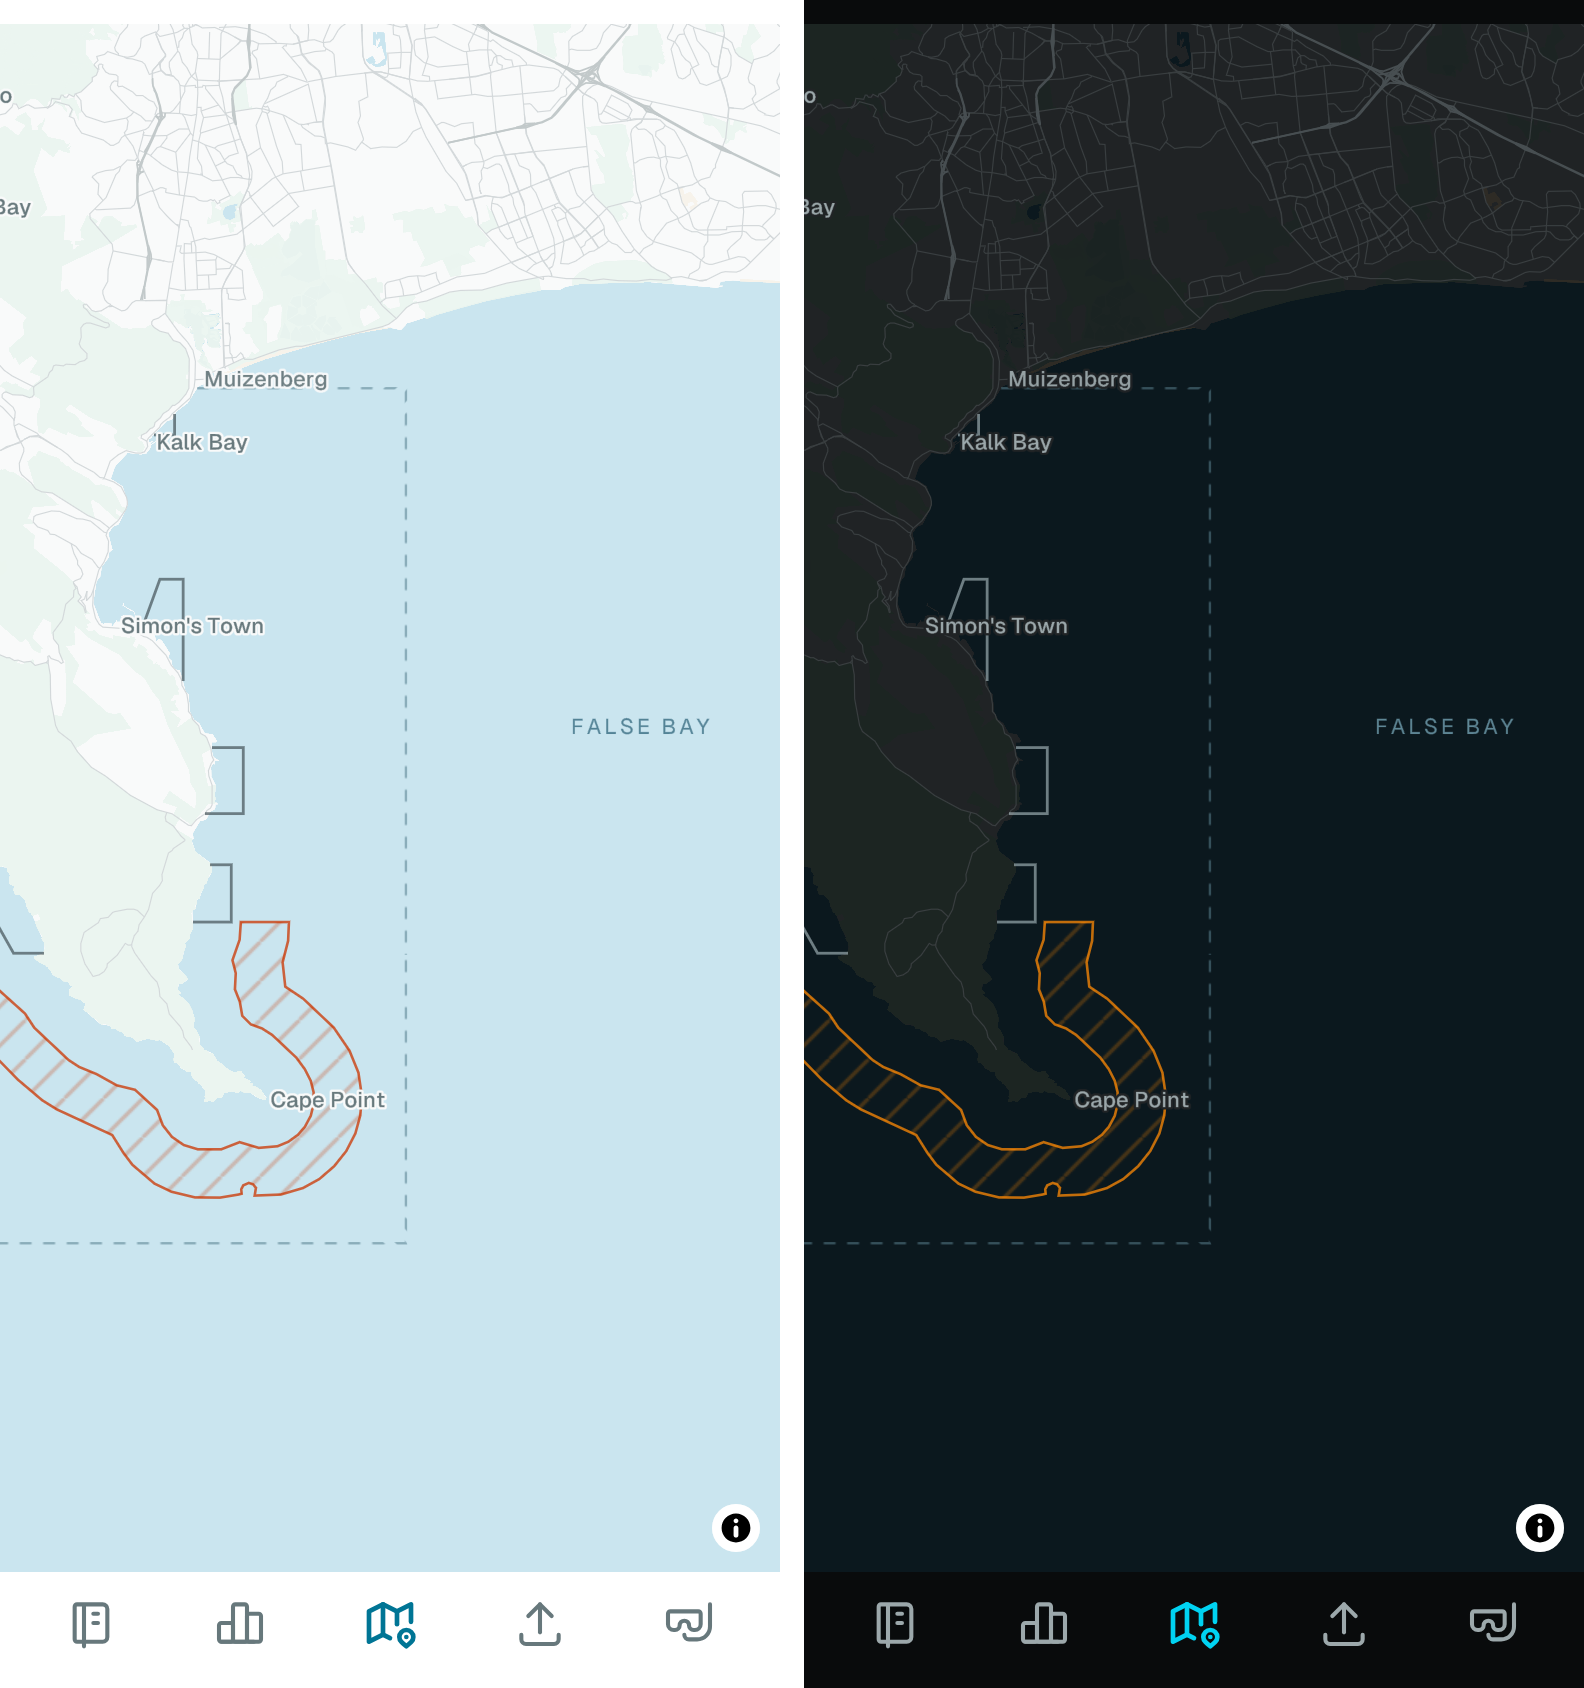 o
Bay
Muizenberg
Kalk Bay
Simon's Town
FALSE BAY
Cape Point
o
Bay
Muizenberg
Kalk Bay
Simon's Town
FALSE BAY
Cape Point